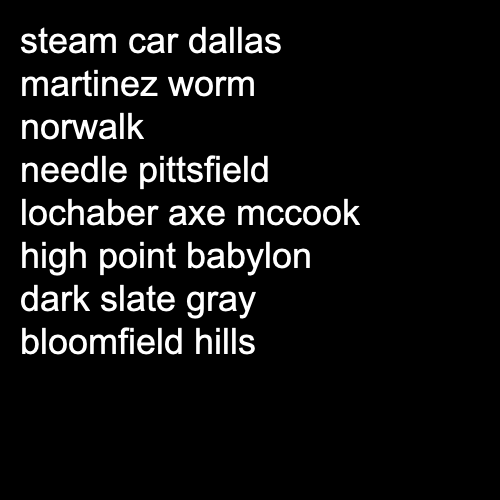 steam car dallas
martinez worm
norwalk
needle pittsfield
lochaber axe mccook
high point babylon
dark slate gray
bloomfield hills